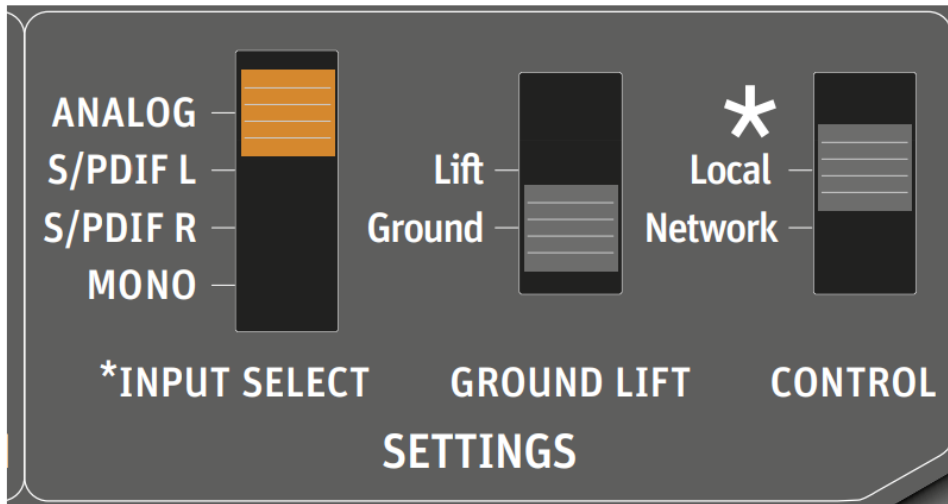 ANALOG
S/PDIF L
S/PDIF R
MONO
*INPUT SELECT
Lift
Ground
GROUND LIFT
*
Local
Network
CONTROL
SETTINGS